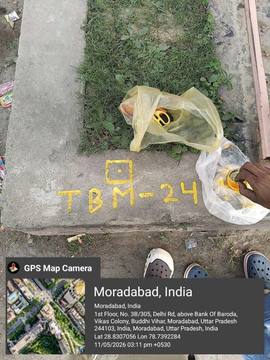 TBM-24
GPS Map Camera
Moradabad, India
Moradabad, India
1st Floor, No. 3B/305, Delhi Rd, above Bank Of Baroda,
Vikas Colony, Buddhi Vihar, Moradabad, Uttar Pradesh
244103, India, Moradabad, Uttar Pradesh, India
Lat 28.8307056 Lon 78.7392284
11/05/2026 03:11 pm +0530